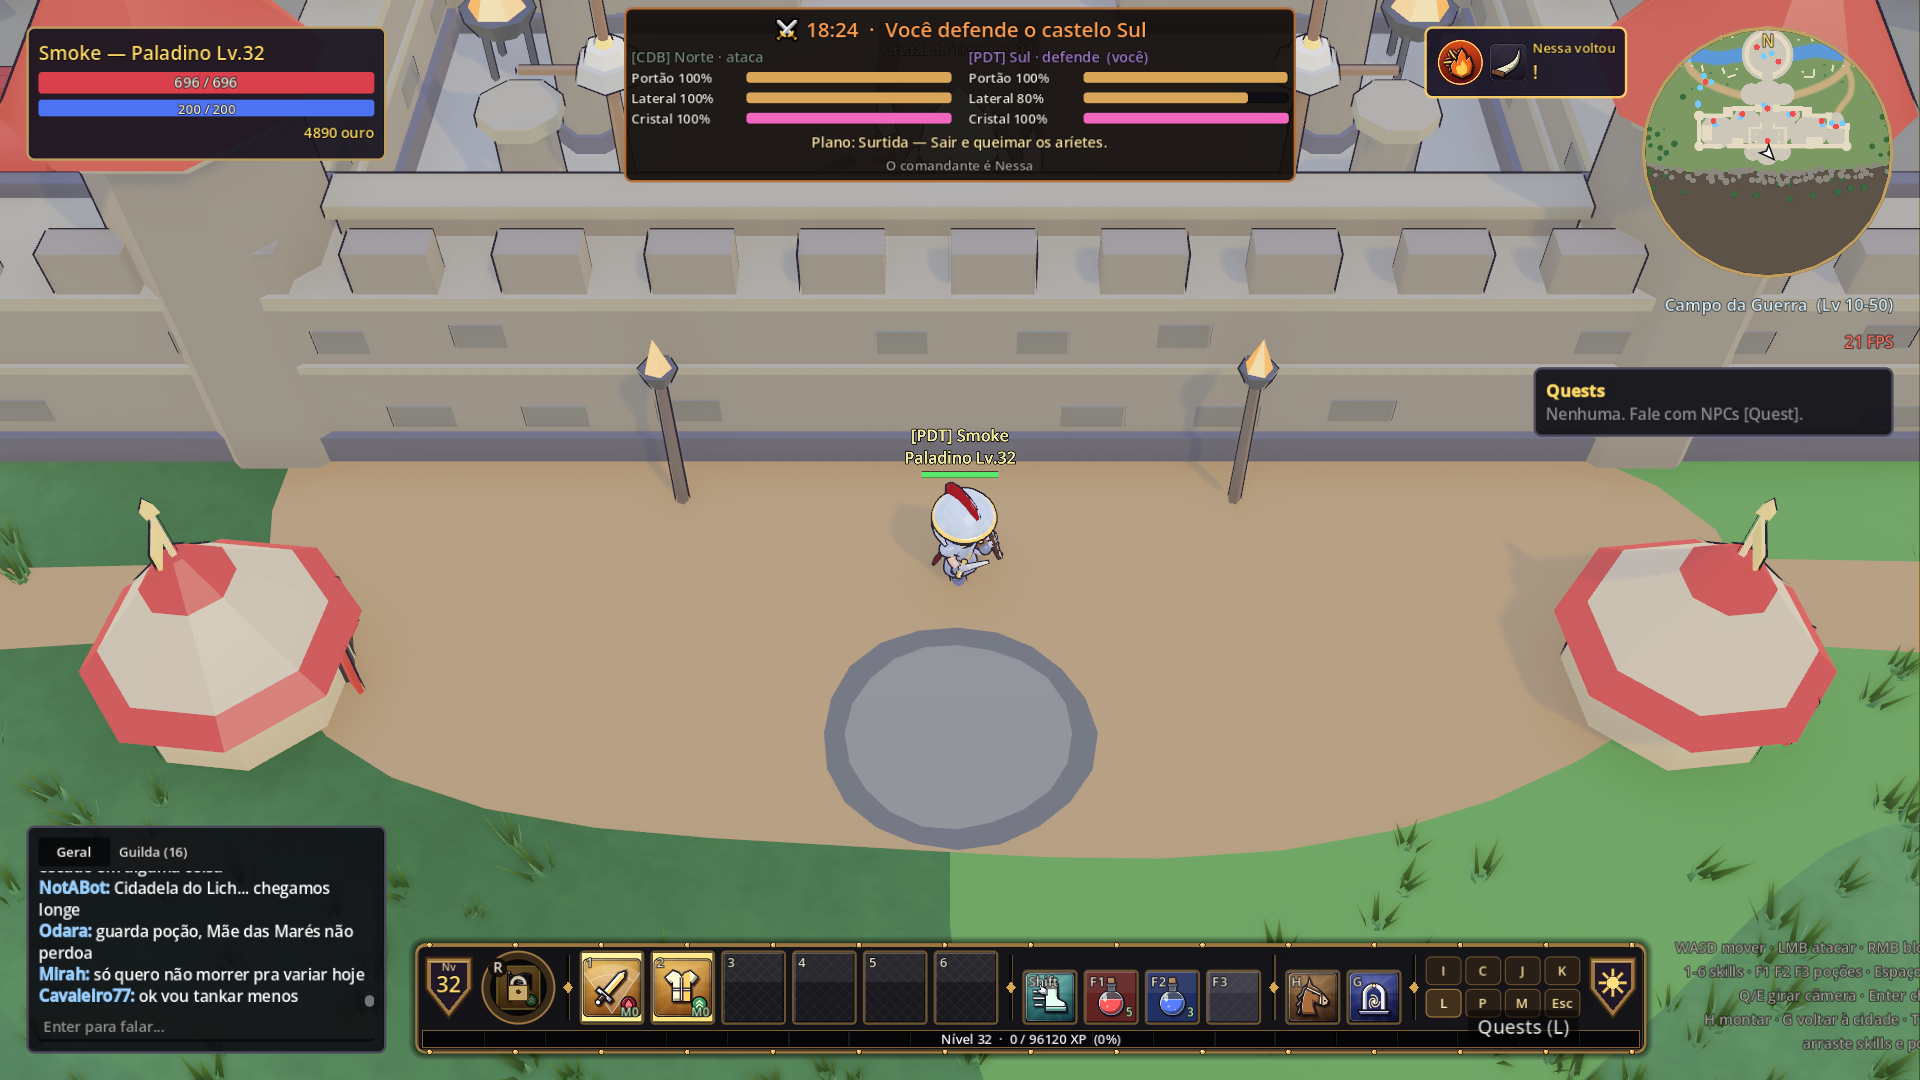 Smoke — Paladino Lv.32
696 / 696
200 / 200
4890 ouro
18:24 · Você defende o castelo Sul
[CDB] Norte · ataca
Portão 100%
Lateral 100%
Cristal 100%
[PDT] Sul · defende (você)
Portão 100%
Lateral 80%
Cristal 100%
Plano: Surtida — Sair e queimar os aríetes.
O comandante é Nessa
Nessa voltou
!
N
Campo da Guerra (Lv 10-50)
21 FPS
Quests
Nenhuma. Fale com NPCs [Quest].
[PDT] Smoke
Paladino Lv.32
Geral
Guilda (16)
NotABot: Cidadela do Lich... chegamos
longe
Odara: guarda poção, Mãe das Marés não
perdoa
Mirah: só quero não morrer pra variar hoje
Cavaleiro77: ok vou tankar menos
Enter para falar...
Nv
32
R
1
M0
2
M0
3
4
5
6
Shift
F1
5
F2
3
F3
H
G
I
C
J
K
L
P
M
Esc
Quests (L)
Nível 32 · 0 / 96120 XP (0%)
WASD mover · LMB atacar · RMB blo
1-6 skills · F1 F2 F3 poções · Espaço
Q/E girar câmera · Enter c
H montar · G voltar à cidade · T
arraste skills e po